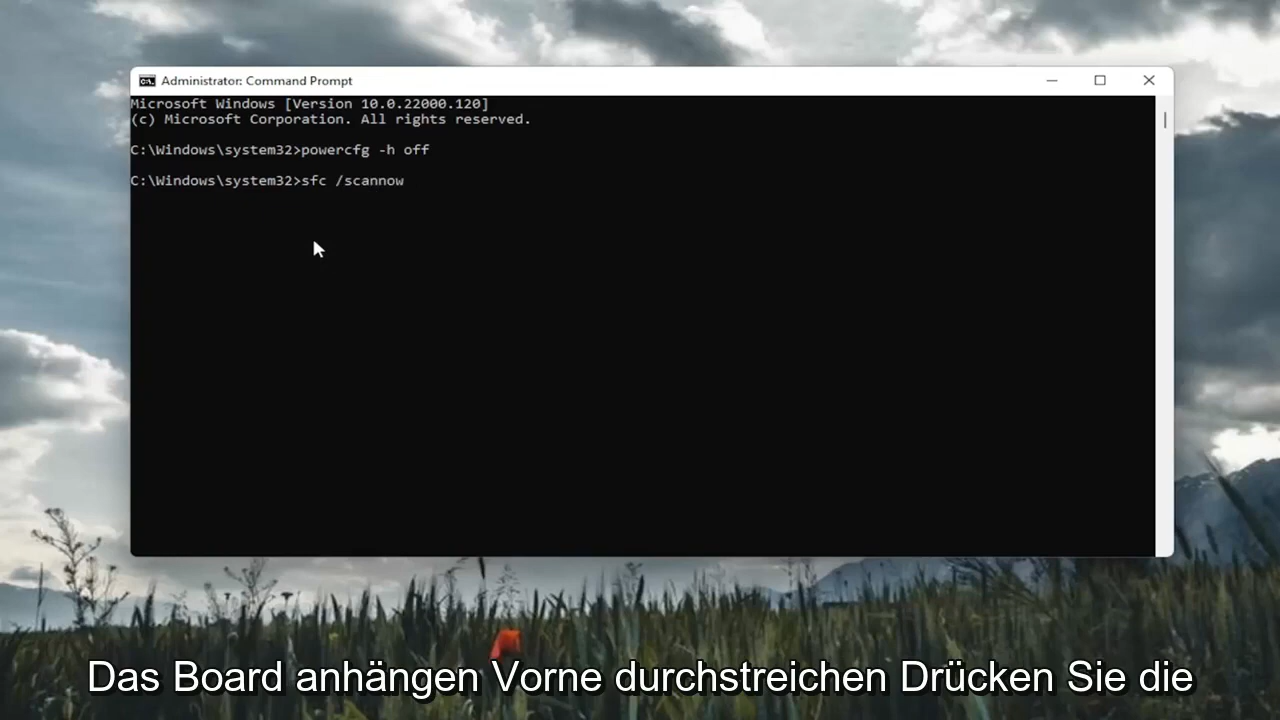 Administrator: Command Prompt
Microsoft Windows [Version 10.0.22000.120]
(c) Microsoft Corporation. All rights reserved.
C:\Windows\system32>powercfg -h off
C:\Windows\system32>sfc /scannow
Das Board anhängen Vorne durchstreichen Drücken Sie die